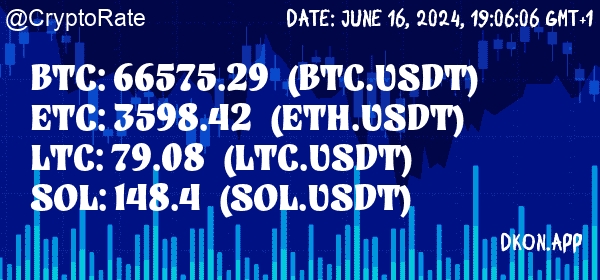 @CryptoRate
DATE: JUNE 16, 2024, 19:06:06 GMT+1
BTC: 66575.29 (BTC.USDT)
ETC: 3598.42 (ETH.USDT)
LTC: 79.08 (LTC.USDT)
SOL: 148.4 (SOL.USDT)
DKON.APP